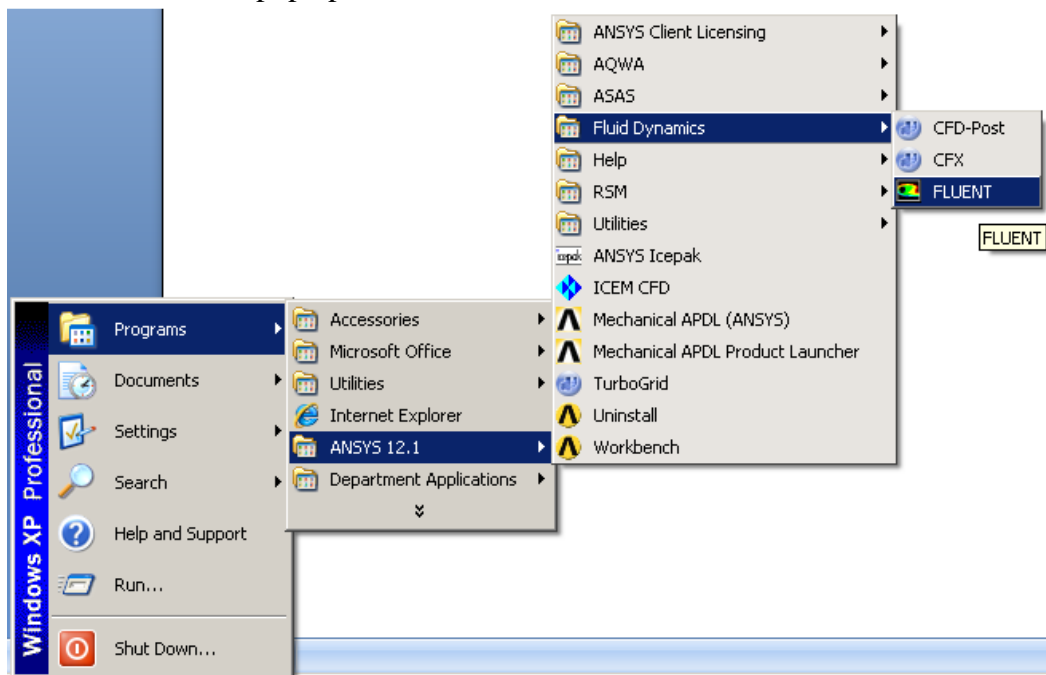 ANSYS Client Licensing
AQWA
ASAS
Fluid Dynamics
Help
RSM
Utilities
ANSYS Icepak
ICEM CFD
Mechanical APDL (ANSYS)
Mechanical APDL Product Launcher
TurboGrid
Uninstall
Workbench
CFD-Post
CFX
FLUENT
FLUENT
Accessories
Microsoft Office
Utilities
Internet Explorer
ANSYS 12.1
Department Applications
Programs
Documents
Settings
Search
Help and Support
Run...
Shut Down...
Windows XP Professional